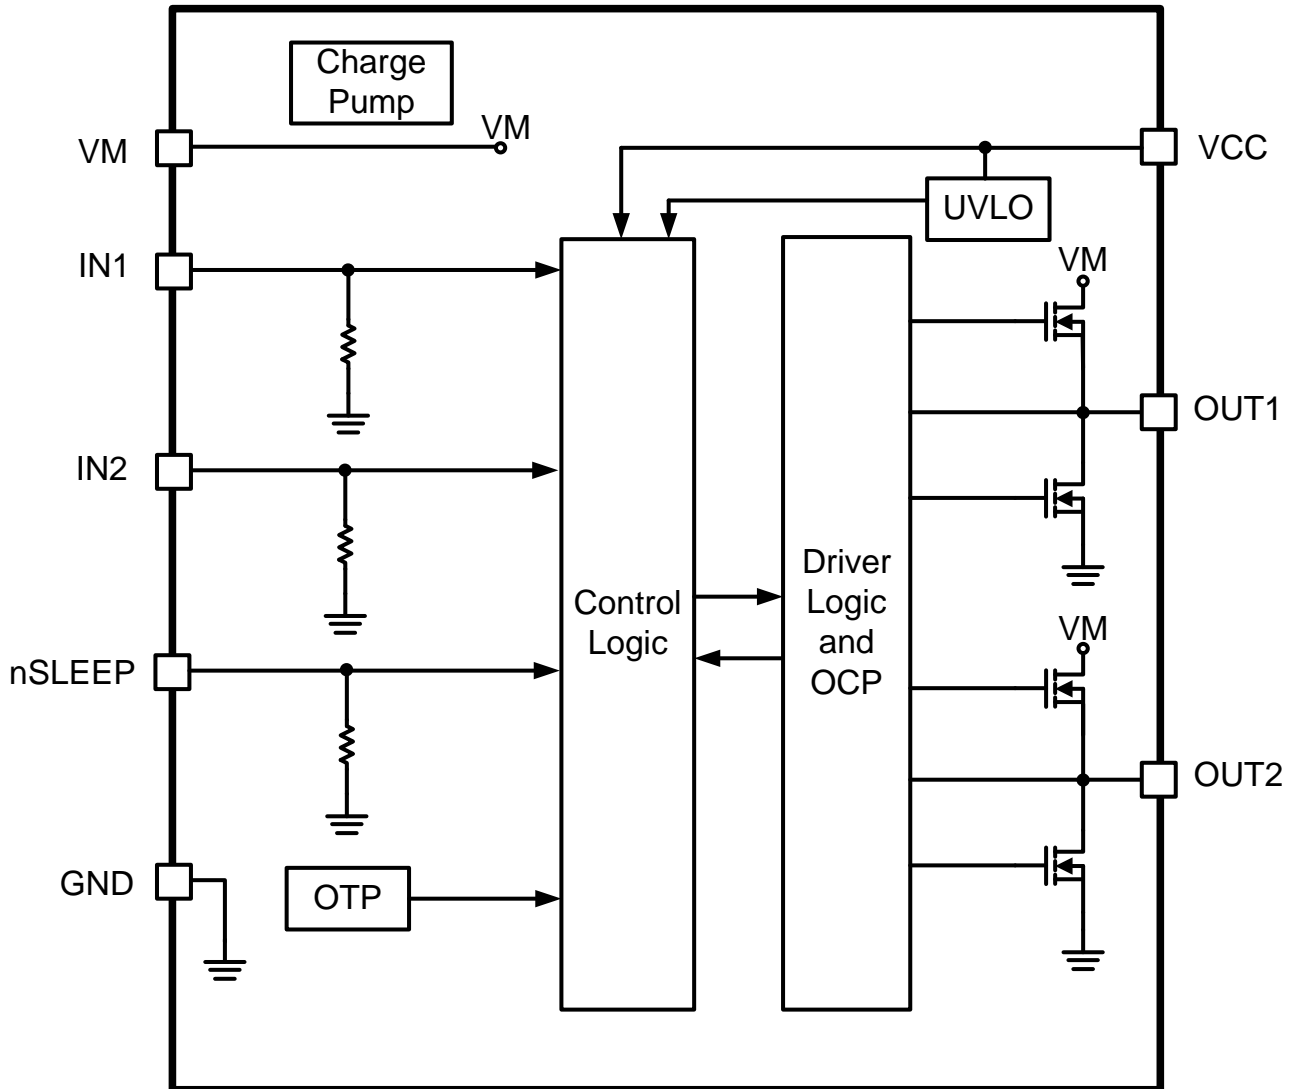 Charge
Pump
VM
VM
VCC
UVLO
IN1
VM
OUT1
IN2
Driver
Logic
and
OCP
Control
Logic
VM
nSLEEP
OUT2
GND
OTP